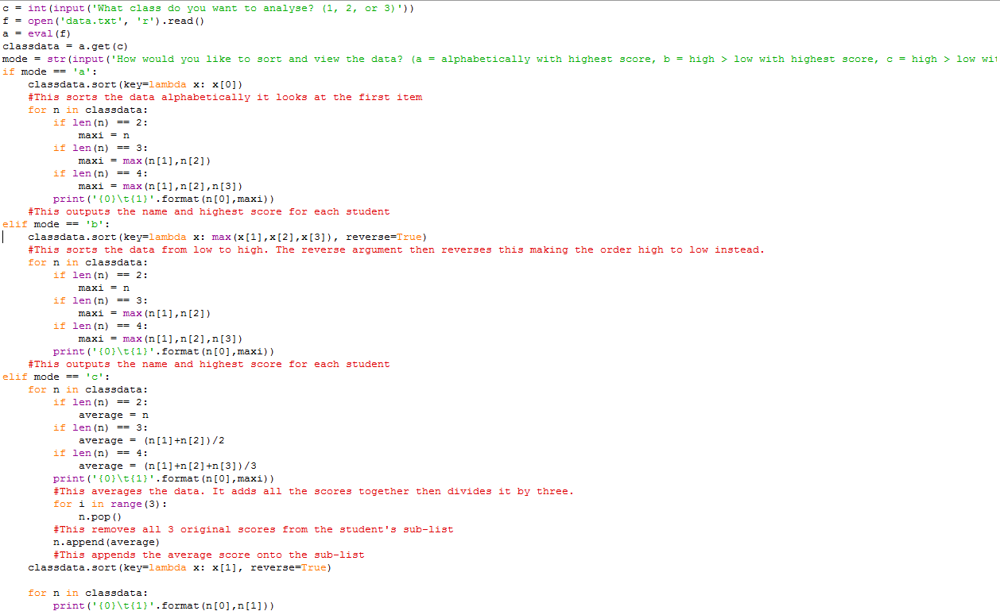 c = int(input('What class do you want to analyse? (1, 2, or 3)'))
f = open('data.txt', 'r').read()
a = eval(f)
classdata = a.get(c)
mode = str(input('How would you like to sort and view the data? (a = alphabetically with highest score, b = high > low with highest score, c = high > low
if mode == 'a':
    classdata.sort(key=lambda x: x[0])
    #This sorts the data alphabetically it looks at the first item
    for n in classdata:
        if len(n) == 2:
            maxi = n
        if len(n) == 3:
            maxi = max(n[1],n[2])
        if len(n) == 4:
            maxi = max(n[1],n[2],n[3])
        print('{0}\t{1}'.format(n[0],maxi))
    #This outputs the name and highest score for each student
elif mode == 'b':
    classdata.sort(key=lambda x: max(x[1],x[2],x[3]), reverse=True)
    #This sorts the data from low to high. The reverse argument then reverses this making the order high to low instead.
    for n in classdata:
        if len(n) == 2:
            maxi = n
        if len(n) == 3:
            maxi = max(n[1],n[2])
        if len(n) == 4:
            maxi = max(n[1],n[2],n[3])
        print('{0}\t{1}'.format(n[0],maxi))
    #This outputs the name and highest score for each student
elif mode == 'c':
    for n in classdata:
        if len(n) == 2:
            average = n
        if len(n) == 3:
            average = (n[1]+n[2])/2
        if len(n) == 4:
            average = (n[1]+n[2]+n[3])/3
        print('{0}\t{1}'.format(n[0],maxi))
        #This averages the data. It adds all the scores together then divides it by three.
        for i in range(3):
            n.pop()
        #This removes all 3 original scores from the student's sub-list
        n.append(average)
        #This appends the average score onto the sub-list
    classdata.sort(key=lambda x: x[1], reverse=True)
    for n in classdata:
        print('{0}\t{1}'.format(n[0],n[1]))